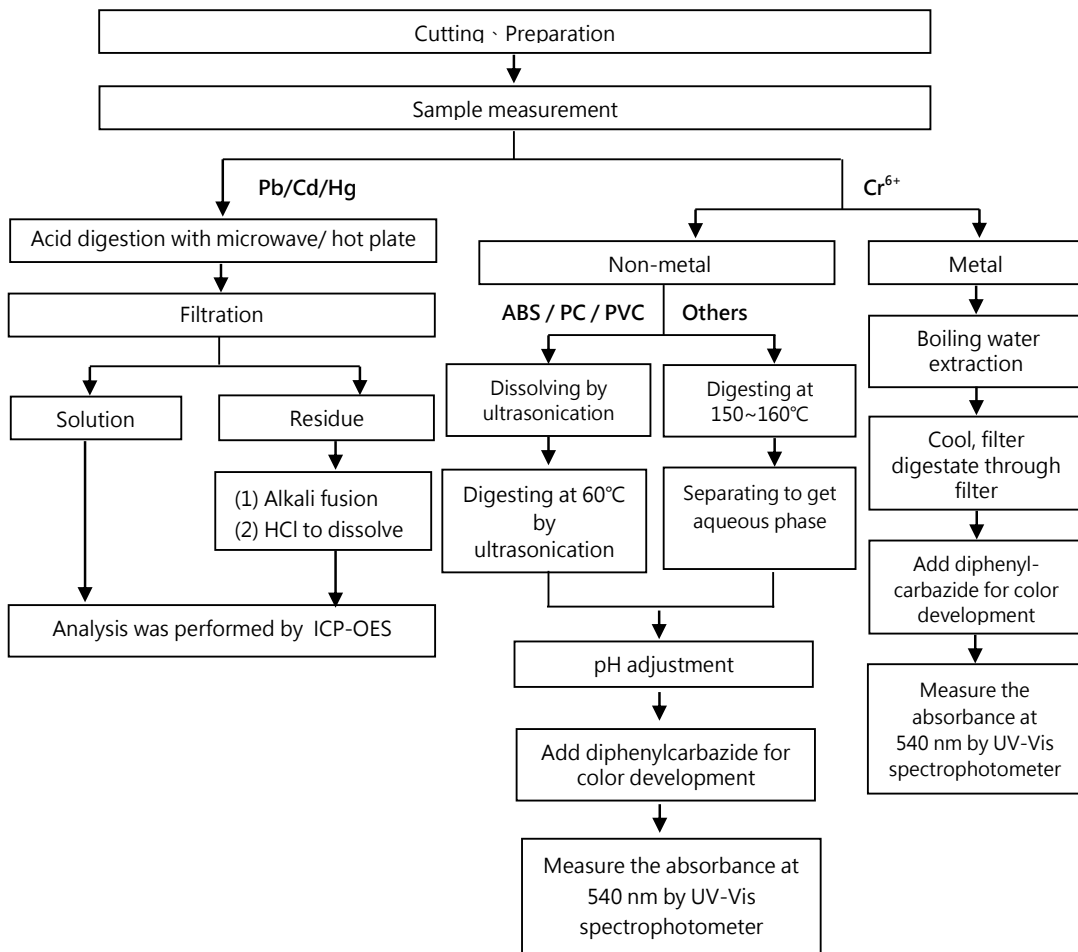 Cutting、Preparation
Sample measurement
Pb/Cd/Hg
Cr⁶⁺
Acid digestion with microwave/ hot plate
Non-metal
Metal
Filtration
ABS / PC / PVC
Others
Boiling water
extraction
Solution
Residue
Dissolving by
ultrasonication
Digesting at
150~160℃
Cool, filter
digestate through
filter
(1) Alkali fusion
(2) HCl to dissolve
Digesting at 60℃
by
ultrasonication
Separating to get
aqueous phase
Add diphenyl-
carbazide for color
development
Analysis was performed by ICP-OES
pH adjustment
Measure the
absorbance at
540 nm by UV-Vis
spectrophotometer
Add diphenylcarbazide for
color development
Measure the absorbance at
540 nm by UV-Vis
spectrophotometer